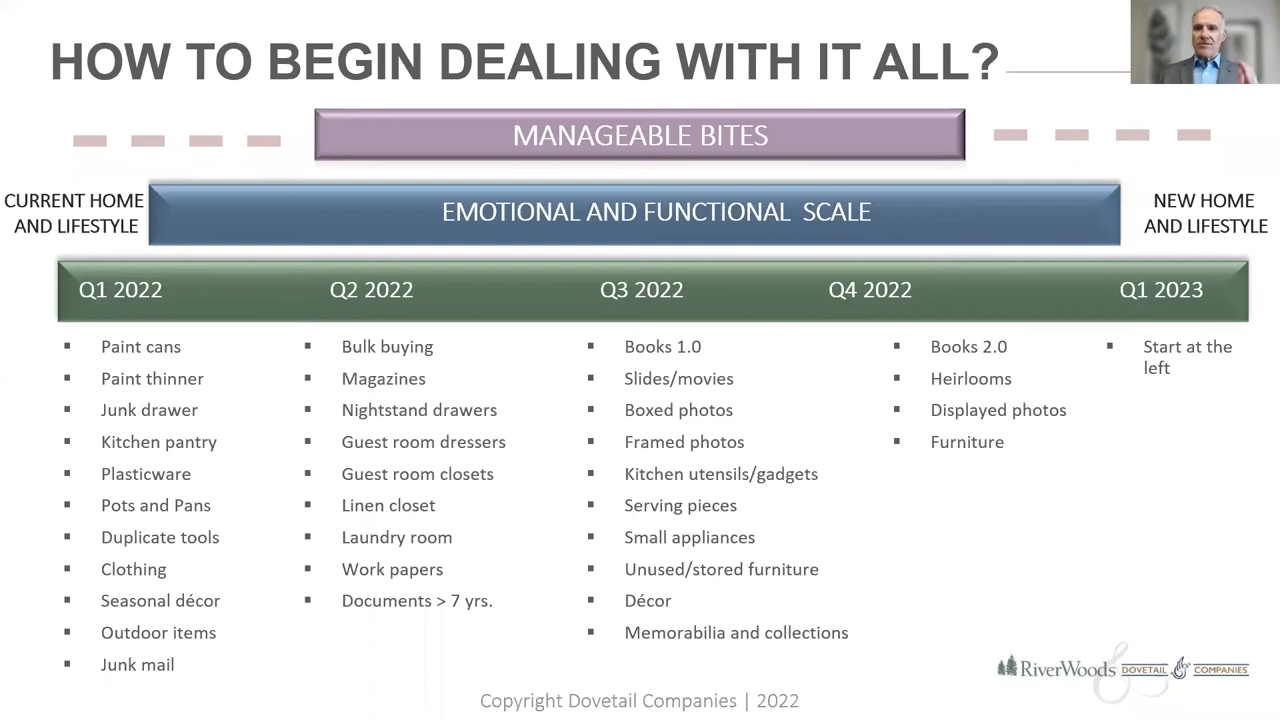 HOW TO BEGIN DEALING WITH IT ALL?
MANAGEABLE BITES
CURRENT HOME
AND LIFESTYLE
EMOTIONAL AND FUNCTIONAL SCALE
NEW HOME
AND LIFESTYLE
Q1 2022
Q2 2022
Q3 2022
Q4 2022
Q1 2023
Paint cans
Paint thinner
Junk drawer
Kitchen pantry
Plasticware
Pots and Pans
Duplicate tools
Clothing
Seasonal décor
Outdoor items
Junk mail
Bulk buying
Magazines
Nightstand drawers
Guest room dressers
Guest room closets
Linen closet
Laundry room
Work papers
Documents > 7 yrs.
Books 1.0
Slides/movies
Boxed photos
Framed photos
Kitchen utensils/gadgets
Serving pieces
Small appliances
Unused/stored furniture
Décor
Memorabilia and collections
Books 2.0
Heirlooms
Displayed photos
Furniture
Start at the
left
RiverWoods
DOVETAIL COMPANIES
Copyright Dovetail Companies | 2022